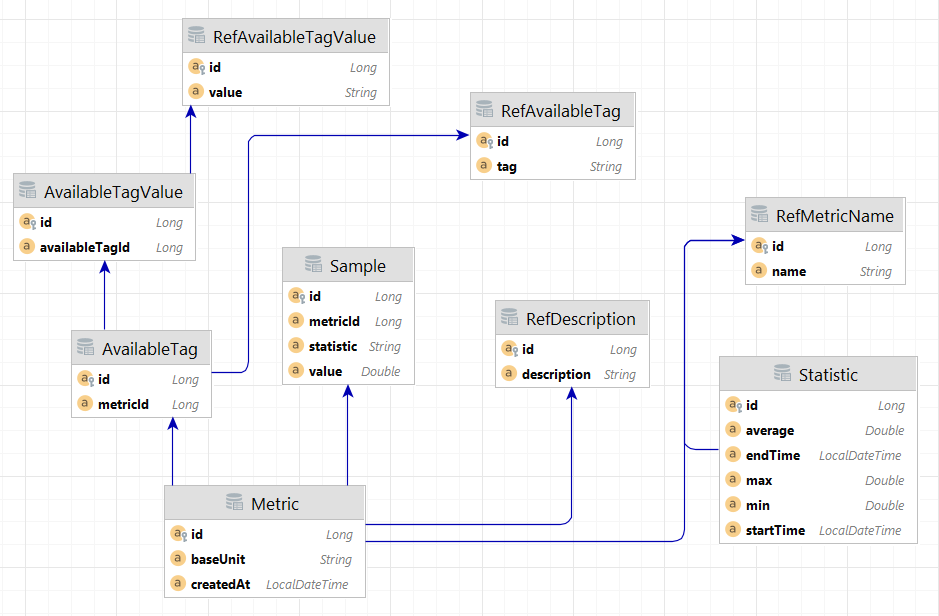 RefAvailableTagValue
id Long
value String
RefAvailableTag
id Long
tag String
AvailableTagValue
id Long
availableTagId Long
RefMetricName
id Long
name String
Sample
id Long
metricId Long
statistic String
value Double
RefDescription
id Long
description String
AvailableTag
id Long
metricId Long
Statistic
id Long
average Double
endTime LocalDateTime
max Double
min Double
startTime LocalDateTime
Metric
id Long
baseUnit String
createdAt LocalDateTime